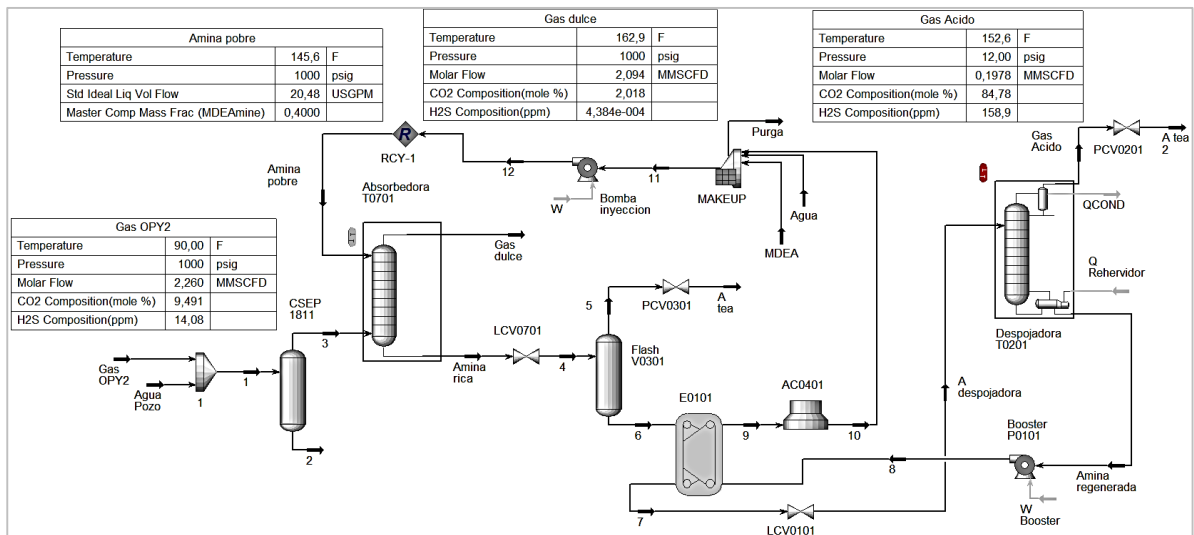 Amina pobre
Temperature 145,6 F
Pressure 1000 psig
Std Ideal Liq Vol Flow 20,48 USGPM
Master Comp Mass Frac (MDEAmine) 0,4000
Gas dulce
Temperature 162,9 F
Pressure 1000 psig
Molar Flow 2,094 MMSCFD
CO2 Composition(mole %) 2,018
H2S Composition(ppm) 4,384e-004
Gas Acido
Temperature 152,6 F
Pressure 12,00 psig
Molar Flow 0,1978 MMSCFD
CO2 Composition(mole %) 84,78
H2S Composition(ppm) 158,9
Gas OPY2
Temperature 90,00 F
Pressure 1000 psig
Molar Flow 2,260 MMSCFD
CO2 Composition(mole %) 9,491
H2S Composition(ppm) 14,08
R
RCY-1
Amina
pobre
Absorbedora
T0701
12
W
Bomba
inyeccion
11
Purga
MAKEUP
Agua
MDEA
Gas
Acido
PCV0201
A tea
2
LT
QCOND
Q
Rehervidor
Despojadora
T0201
Gas
dulce
CSEP
1811
3
Gas
OPY2
Agua
Pozo
1
1
2
LCV0701
Amina
rica
4
5
PCV0301
A
tea
Flash
V0301
6
E0101
9
AC0401
10
A
despojadora
Booster
P0101
8
Amina
regenerada
W
Booster
7
LCV0101